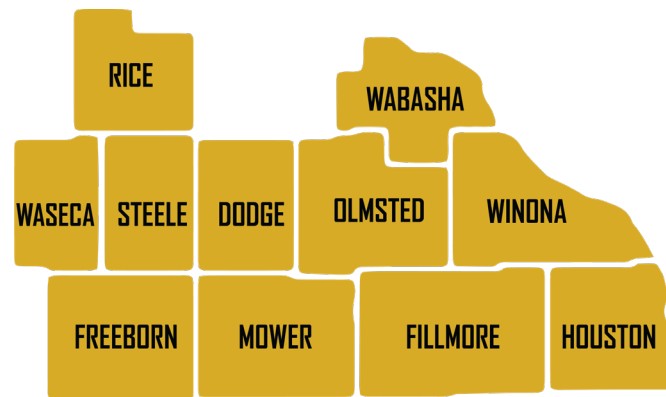 RICE
WABASHA
WASECA
STEELE
DODGE
OLMSTED
WINONA
FREEBORN
MOWER
FILLMORE
HOUSTON